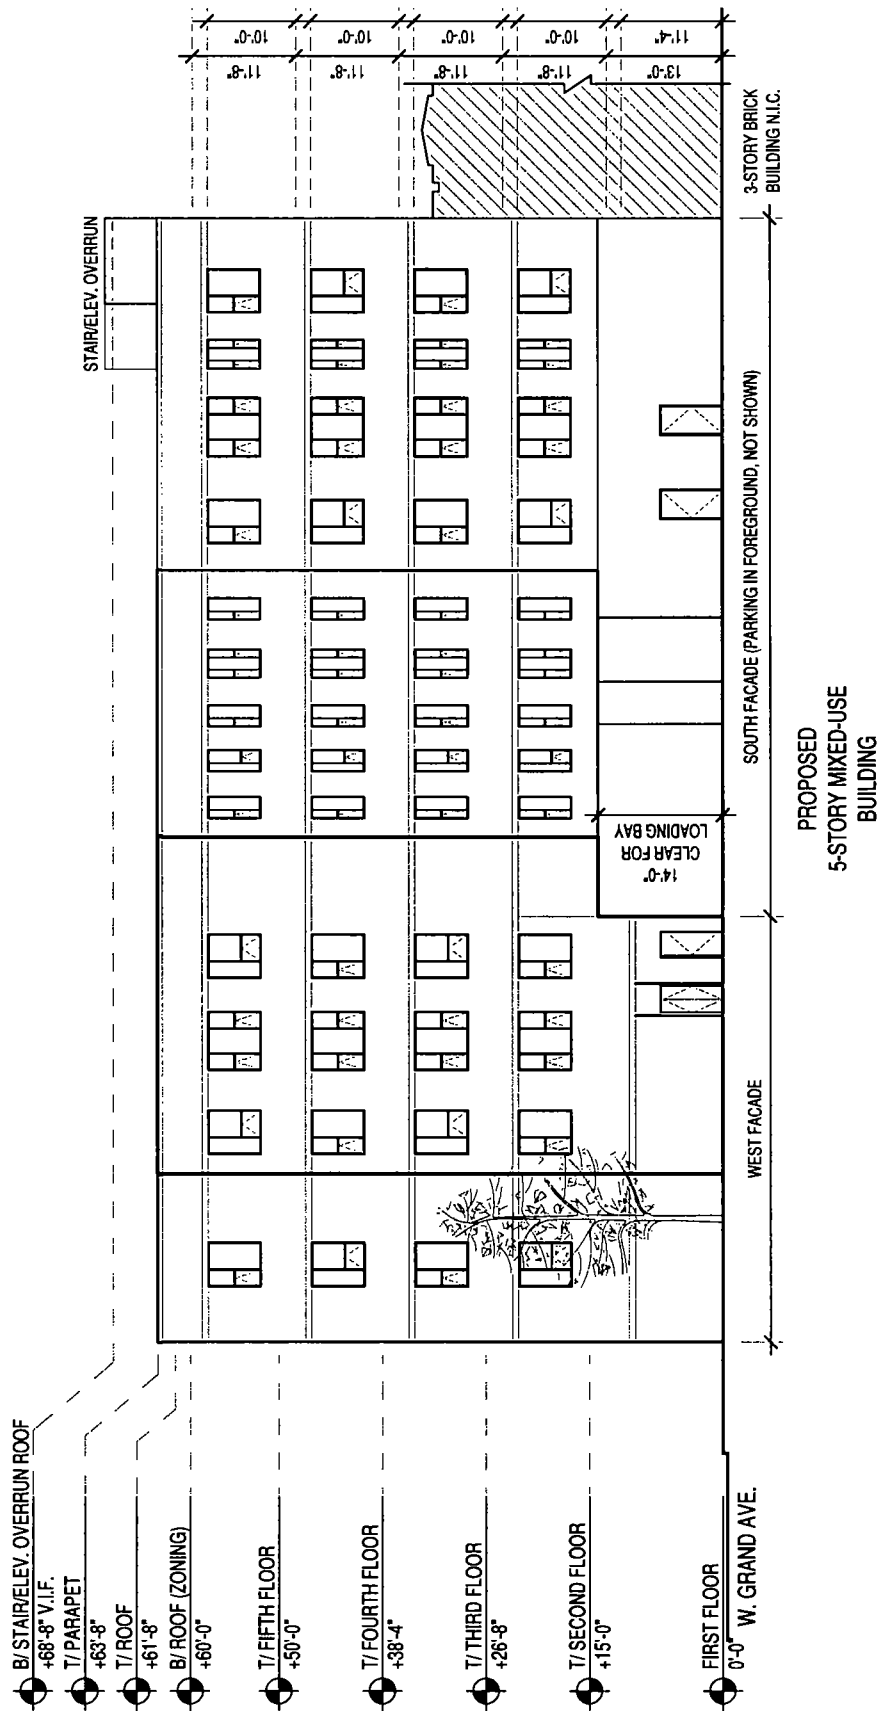 B/ STAIR/ELEV. OVERRUN ROOF
+68'-8" V.I.F.
T/ PARAPET
+63'-8"
T/ ROOF
+61'-8"
B/ ROOF (ZONING)
+60'-0"
T/ FIFTH FLOOR
+50'-0"
T/ FOURTH FLOOR
+38'-4"
T/ THIRD FLOOR
+26'-8"
T/ SECOND FLOOR
+15'-0"
FIRST FLOOR
0'-0"
W. GRAND AVE.
STAIR/ELEV. OVERRUN
10'-0"
10'-0"
10'-0"
10'-0"
11'-4"
11'-8"
11'-8"
11'-8"
11'-8"
13'-0"
3-STORY BRICK
BUILDING N.I.C.
14'-0"
CLEAR FOR
LOADING BAY
WEST FACADE
SOUTH FACADE (PARKING IN FOREGROUND, NOT SHOWN)
PROPOSED
5-STORY MIXED-USE
BUILDING